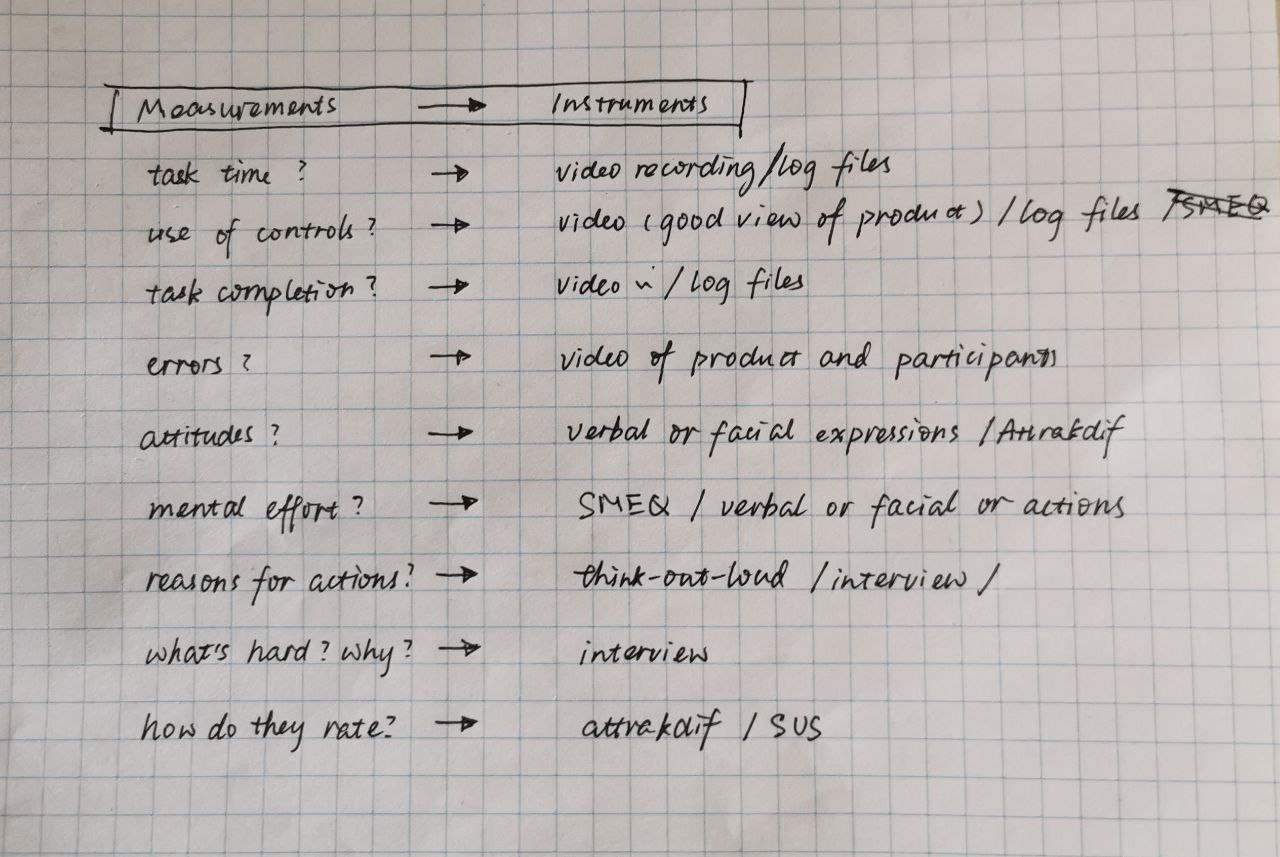 Measurements → Instruments
task time? → video recording/log files
use of controls? → video (good view of product) / log files /SMEQ
task completion? → video " / log files
errors? → video of product and participants
attitudes? → verbal or facial expressions / Attrakdif
mental effort? → SMEQ / verbal or facial or actions
reasons for actions? → think-out-loud / interview /
what's hard? why? → interview
how do they rate? → attrakdif / SUS